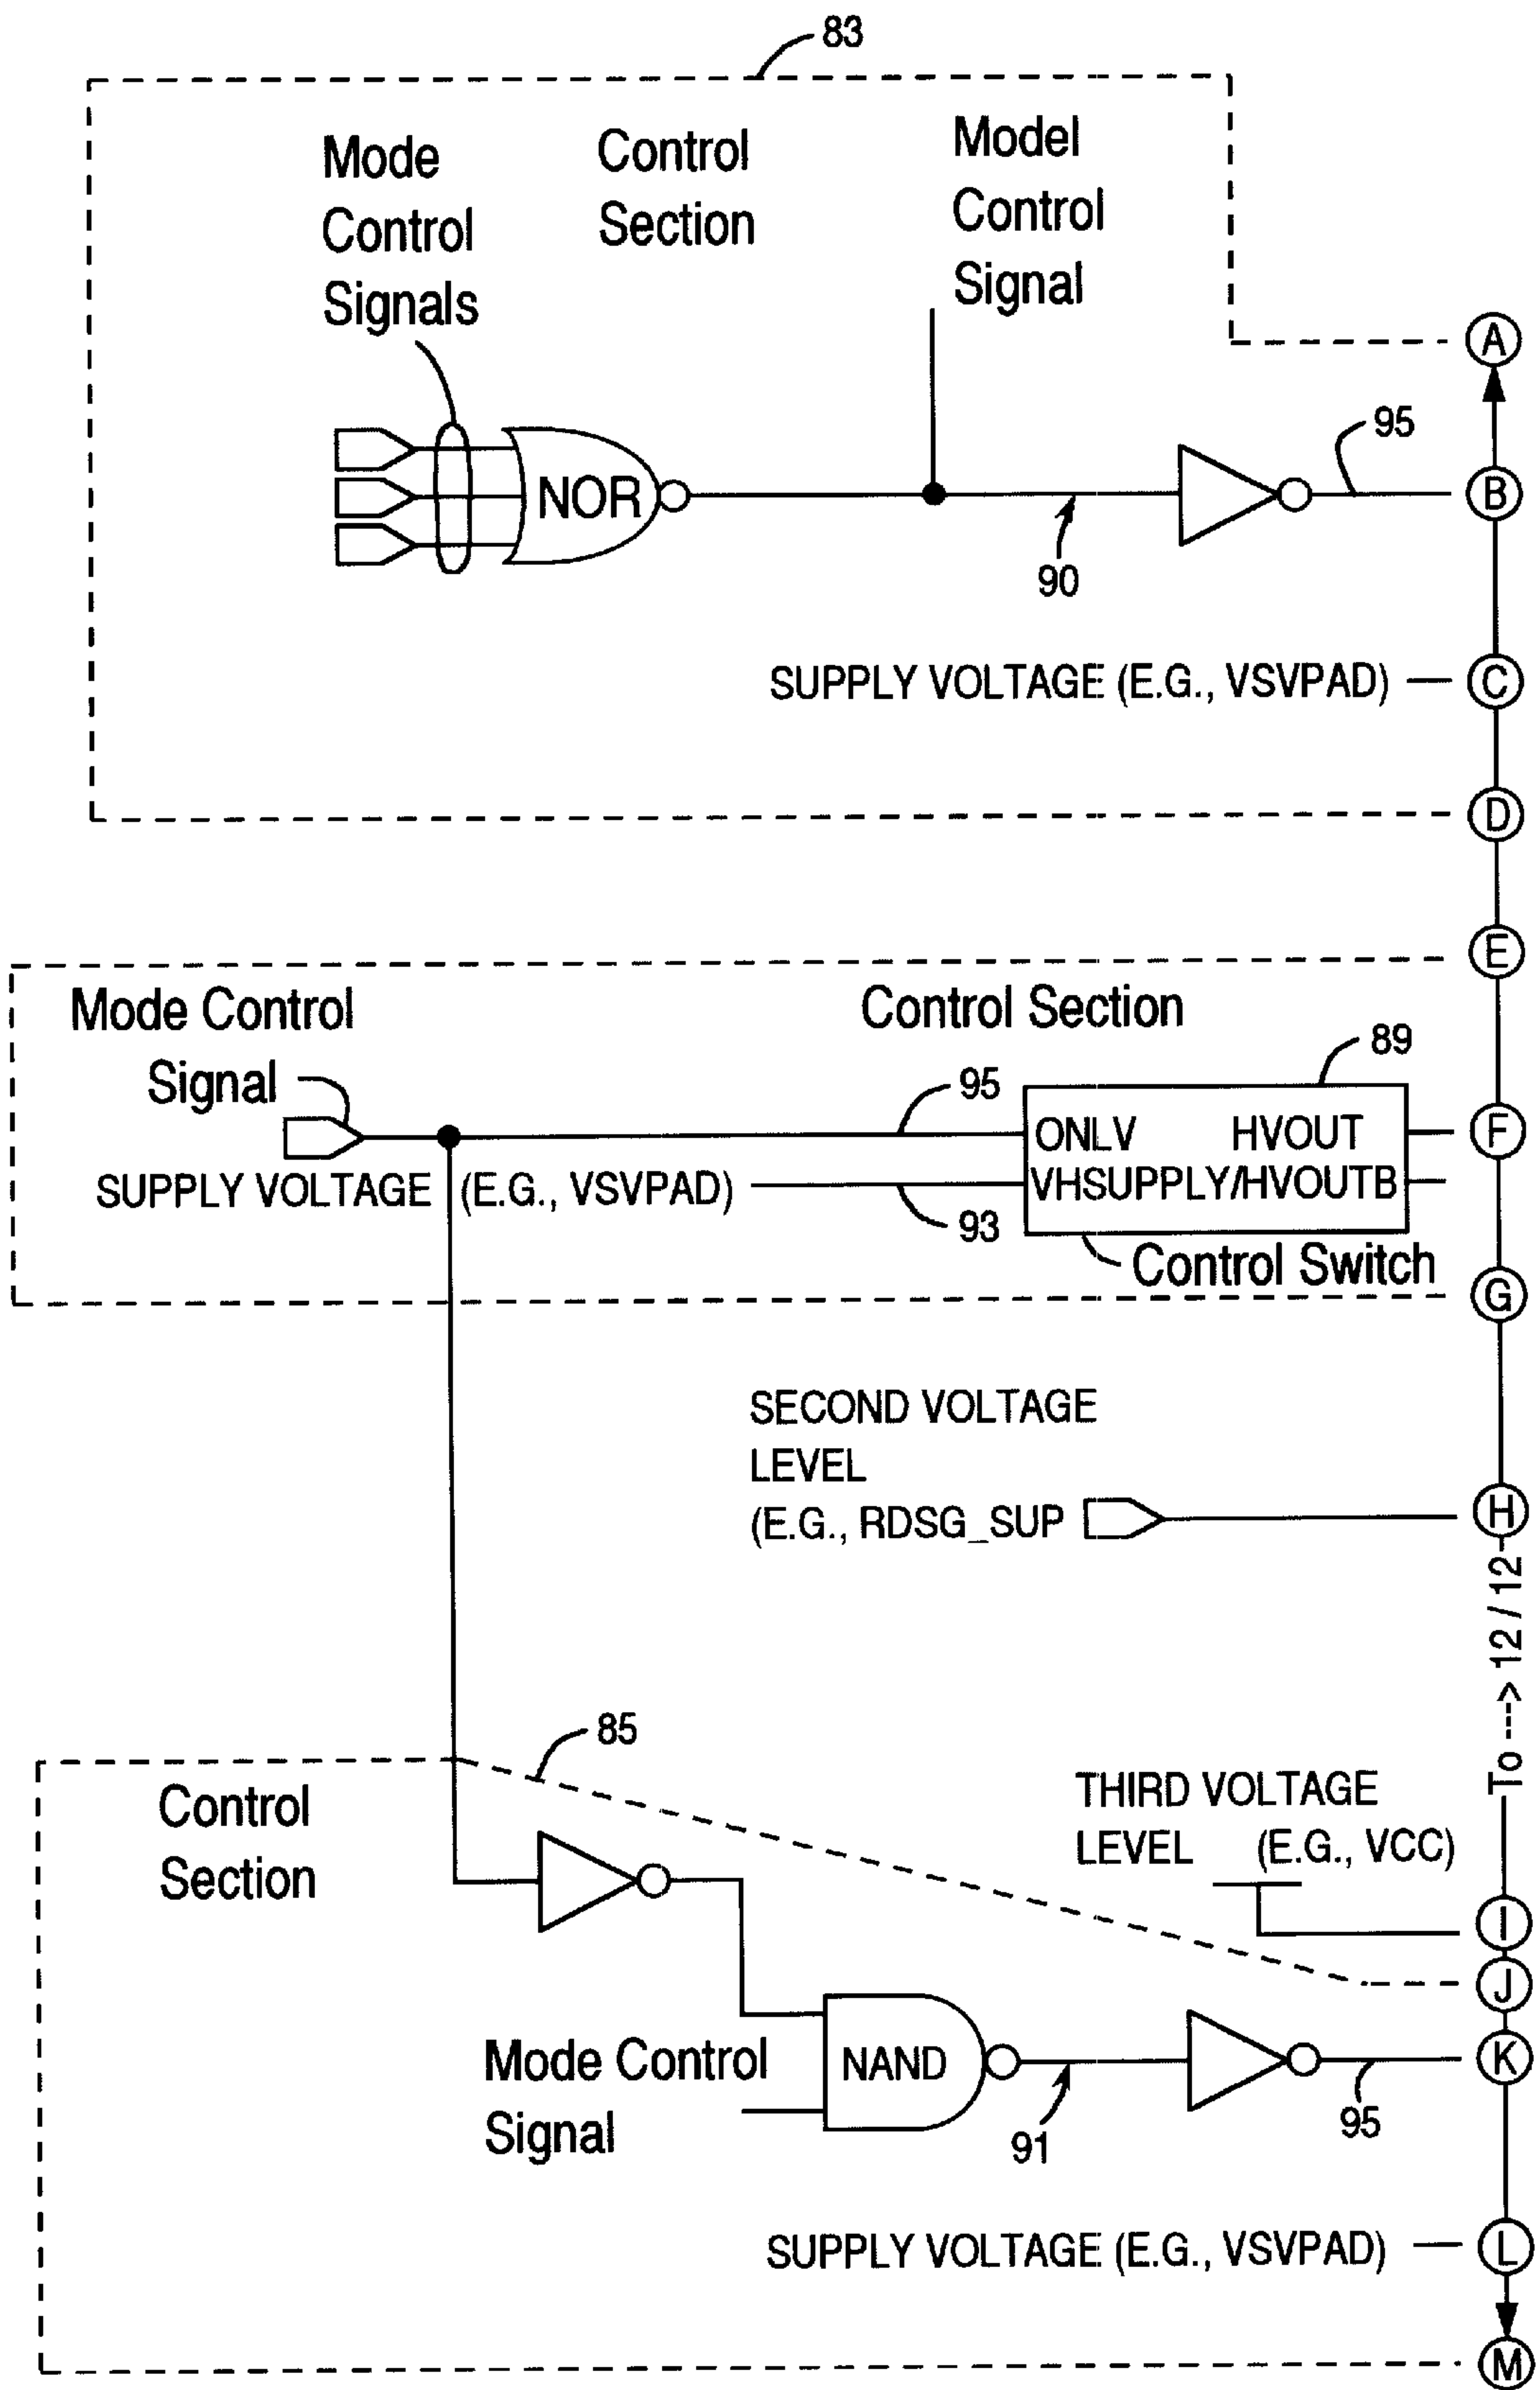 83
Mode
Control
Signals
Control
Section
Model
Control
Signal
A
NOR
90
95
B
SUPPLY VOLTAGE (E.G., VSVPAD)
C
D
E
Mode Control
Signal
Control Section
89
95
ONLV HVOUT
F
SUPPLY VOLTAGE (E.G., VSVPAD)
VHSUPPLY/HVOUTB
93
Control Switch
G
SECOND VOLTAGE
LEVEL
(E.G., RDSG_SUP
H
To ---> 12 / 12
85
Control
Section
THIRD VOLTAGE
LEVEL (E.G., VCC)
I
J
Mode Control
Signal
NAND
91
95
K
SUPPLY VOLTAGE (E.G., VSVPAD)
L
M